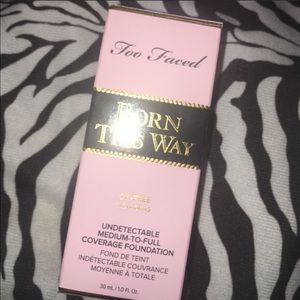 Too Faced
BORN
THIS WAY
UNDETECTABLE
MEDIUM-TO-FULL
COVERAGE FOUNDATION
FOND DE TEINT
INDÉTECTABLE COUVRANCE
MOYENNE À TOTALE
30 mL / 1.0 Fl. Oz.